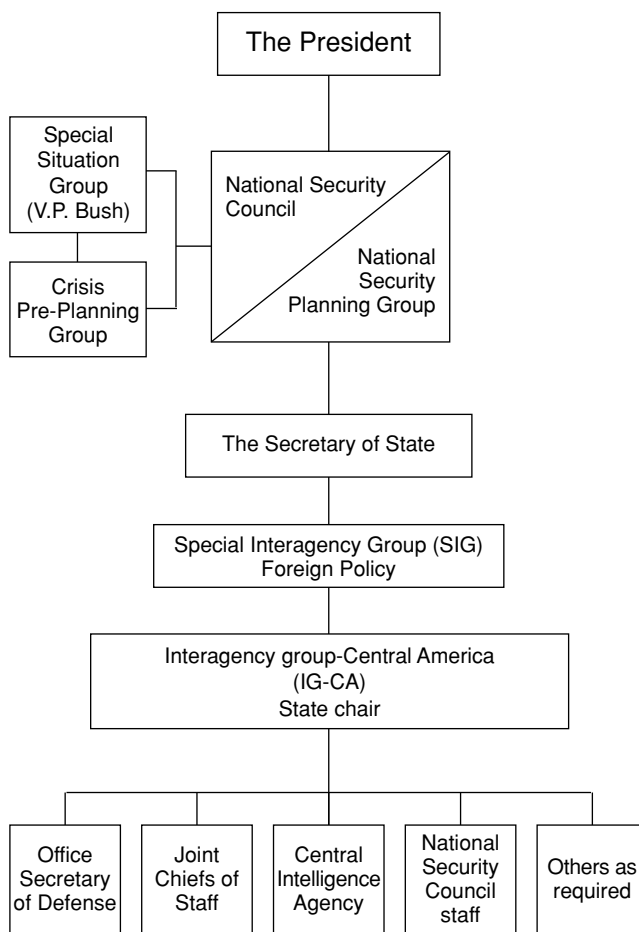 The President
Special
Situation
Group
(V.P. Bush)
Crisis
Pre-Planning
Group
National Security
Council
National
Security
Planning Group
The Secretary of State
Special Interagency Group (SIG)
Foreign Policy
Interagency group-Central America
(IG-CA)
State chair
Office
Secretary
of Defense
Joint
Chiefs of
Staff
Central
Intelligence
Agency
National
Security
Council
staff
Others as
required